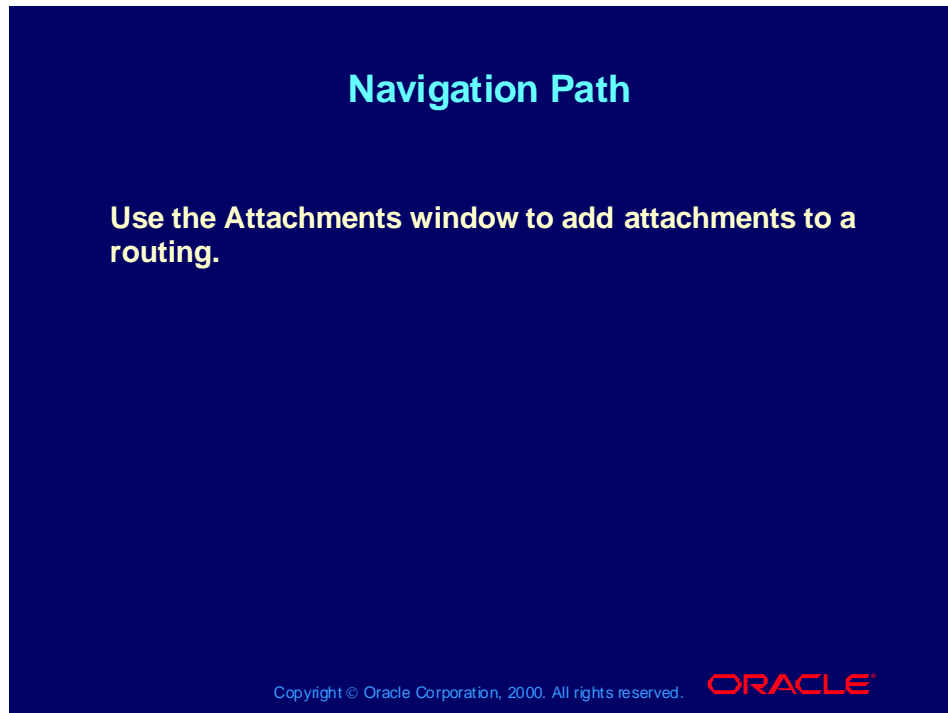 Navigation Path
Use the Attachments window to add attachments to a
routing.
Copyright © Oracle Corporation, 2000. All rights reserved.
ORACLE®